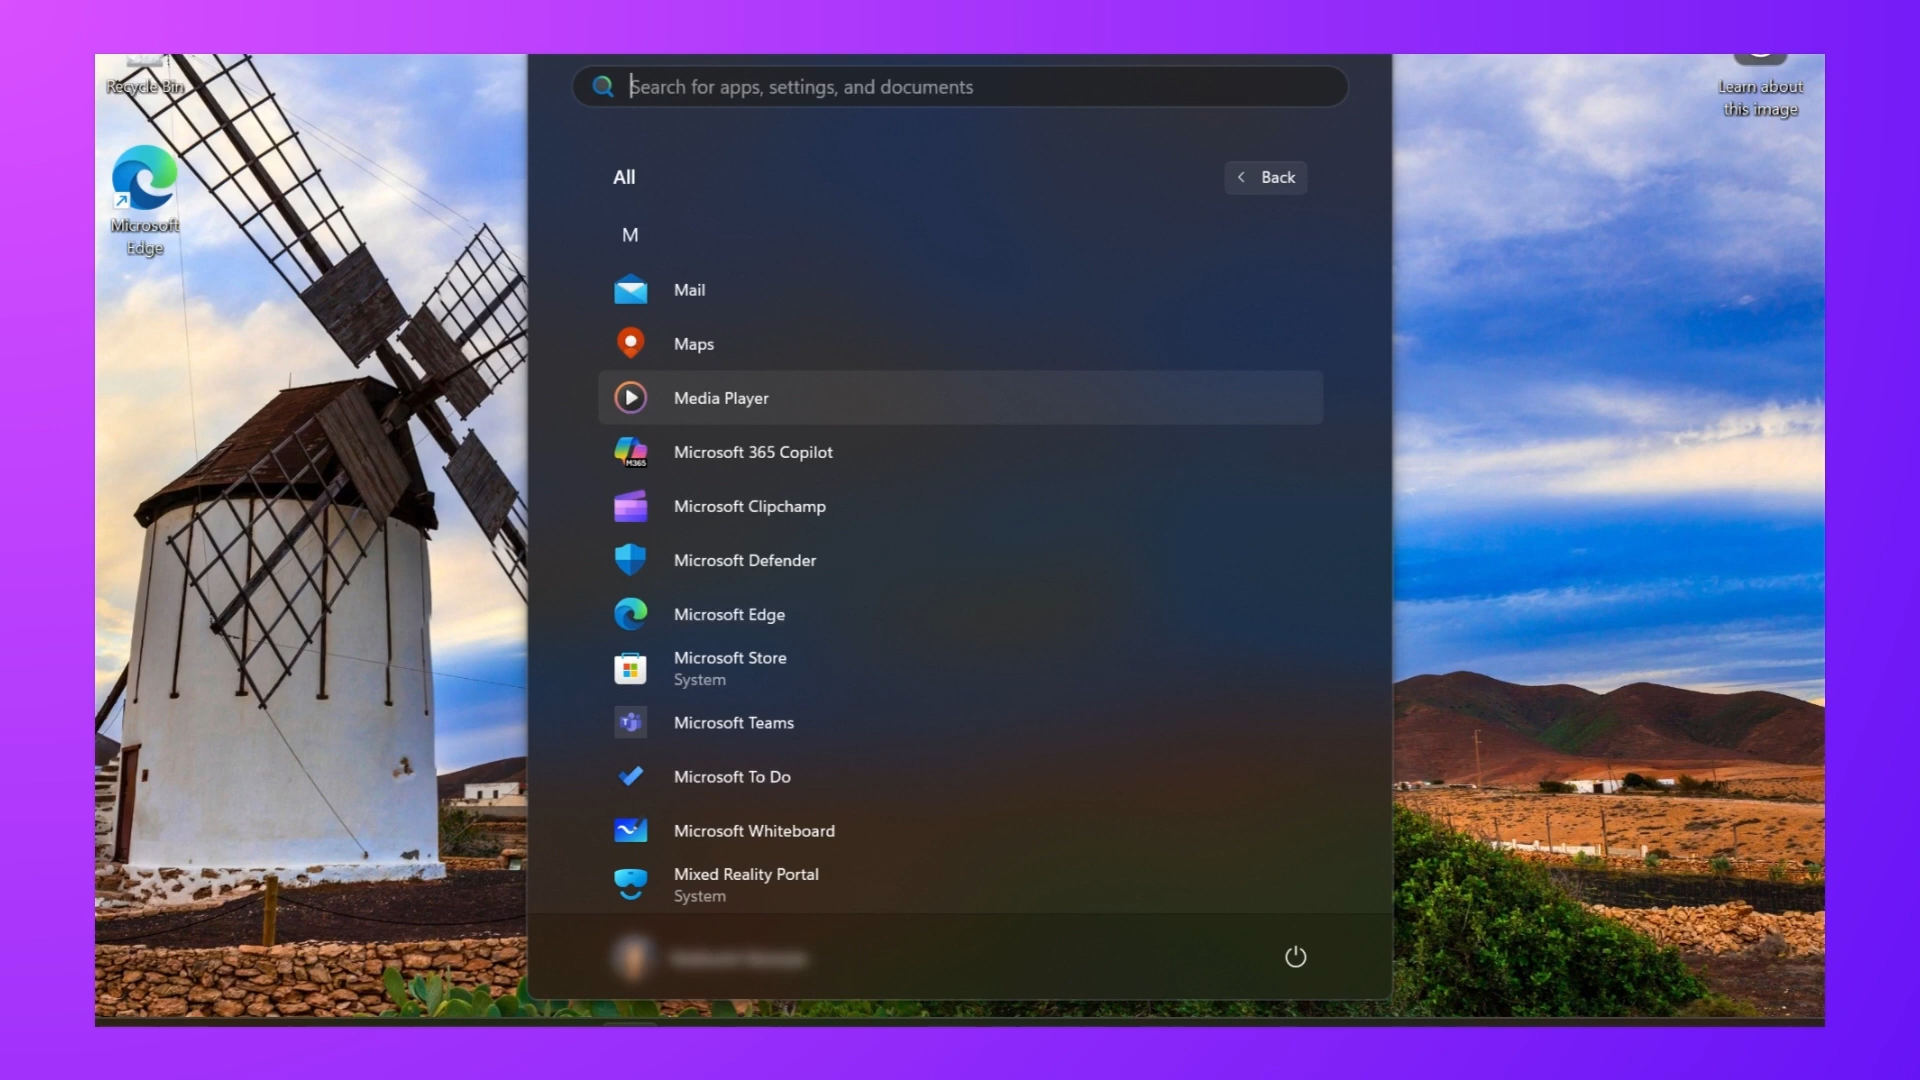 Recycle Bin
Microsoft
Edge
Learn about
this image
Search for apps, settings, and documents
All
Back
M
Mail
Maps
Media Player
M365
Microsoft 365 Copilot
Microsoft Clipchamp
Microsoft Defender
Microsoft Edge
Microsoft Store
System
T
Microsoft Teams
Microsoft To Do
Microsoft Whiteboard
Mixed Reality Portal
System